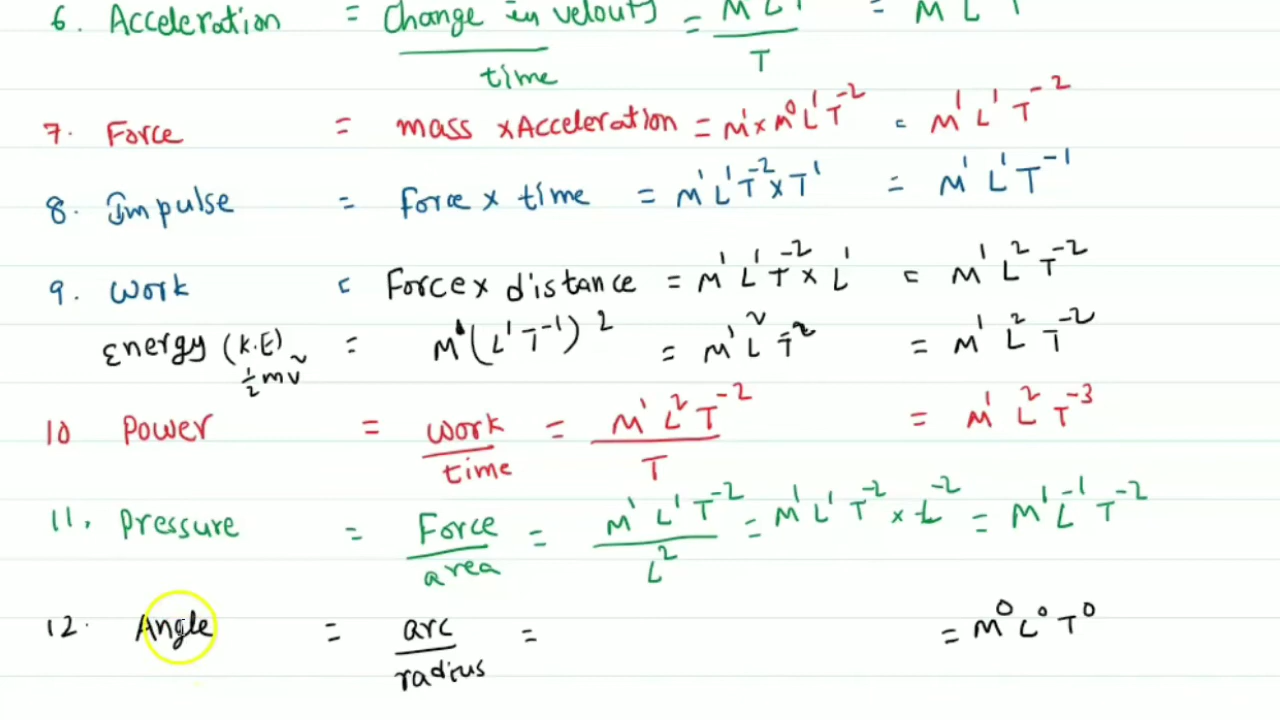 6. Acceleration = Change in velouty / time = M L T / T = M L T
7. Force = mass x Acceleration = M¹ x M⁰ L¹ T⁻² = M¹ L¹ T⁻²
8. Impulse = force x time = M¹ L¹ T⁻² x T¹ = M¹ L¹ T⁻¹
9. Work = Force x distance = M¹ L¹ T⁻² x L¹ = M¹ L² T⁻²
Energy (K.E) = M¹ (L¹ T⁻¹)² = M¹ L² T⁻² = M¹ L² T⁻²
½ mv²
10 Power = work / time = M¹ L² T⁻² / T = M¹ L² T⁻³
11. Pressure = Force / area = M¹ L¹ T⁻² / L² = M¹ L¹ T⁻² x L⁻² = M¹ L⁻¹ T⁻²
12. Angle = arc / radius = = M⁰ L⁰ T⁰